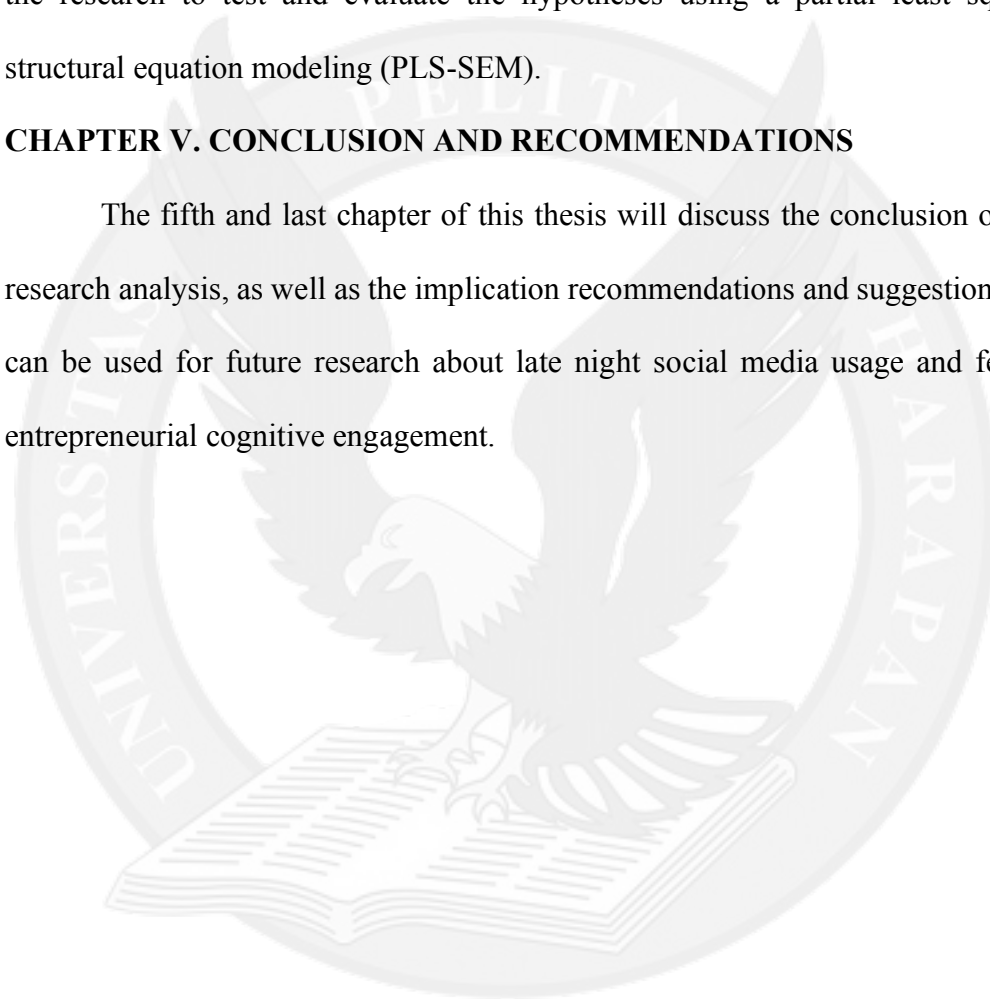 the research to test and evaluate the hypotheses using a partial least
structural equation modeling (PLS-SEM).
CHAPTER V. CONCLUSION AND RECOMMENDATIONS
The fifth and last chapter of this thesis will discuss the conclusion
research analysis, as well as the implication recommendations and suggestion
can be used for future research about late night social media usage and
entrepreneurial cognitive engagement.
UNIVERSITAS PELITA HARAPAN